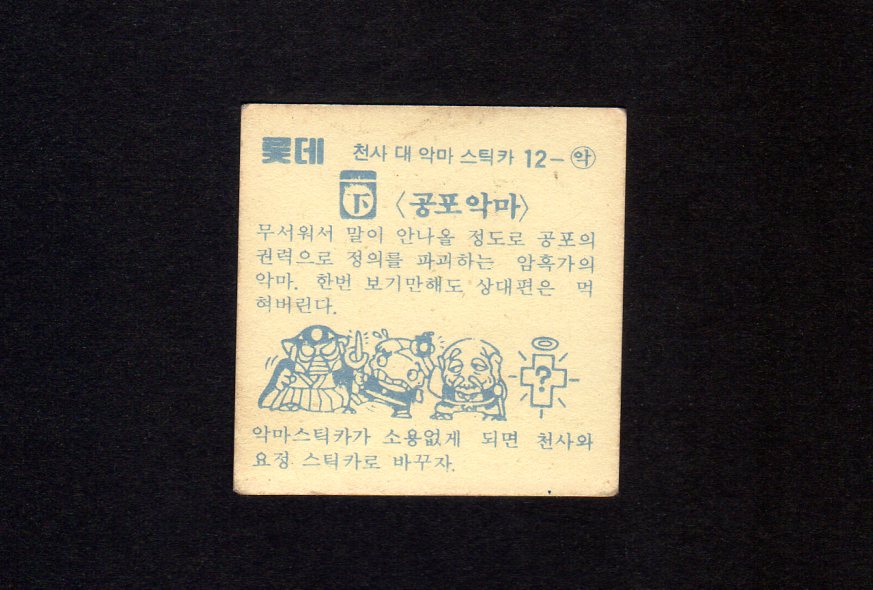 롯데 천사 대 악마 스틱카 12-악
下 〈공포악마〉
무서워서 말이 안나올 정도로 공포의
권력으로 정의를 파괴하는 암흑가의
악마. 한번 보기만해도 상대편은 먹
혀버린다.
?
악마스틱카가 소용없게 되면 천사와
요정 스틱카로 바꾸자.